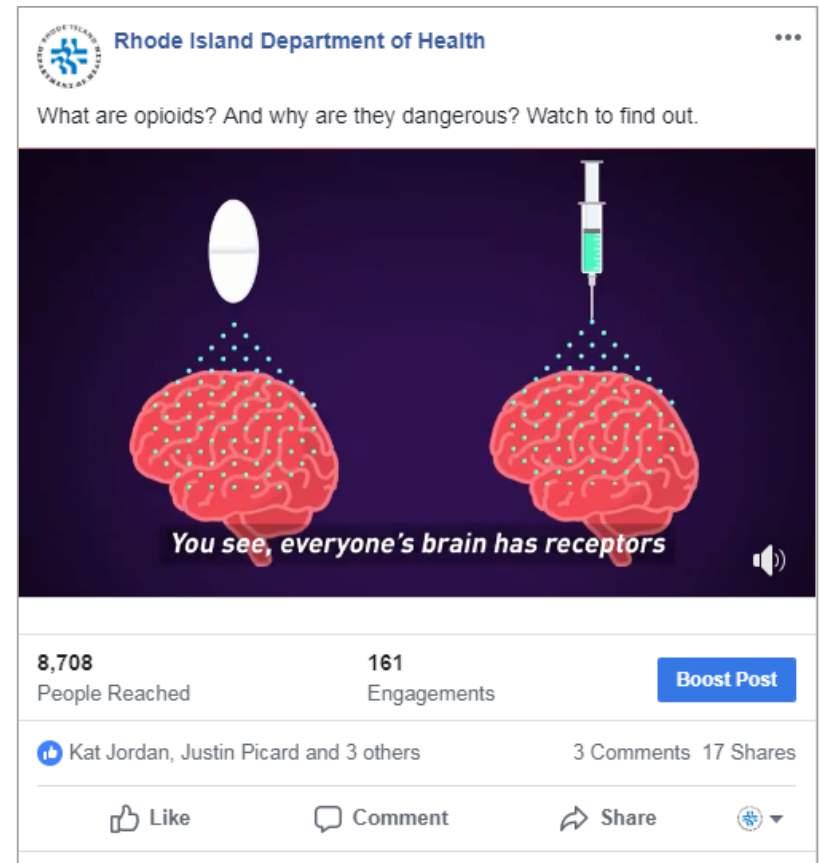 Rhode Island Department of Health
What are opioids? And why are they dangerous? Watch to find out.
You see, everyone's brain has receptors
8,708
People Reached
161
Engagements
Boost Post
Kat Jordan, Justin Picard and 3 others
3 Comments 17 Shares
Like
Comment
Share